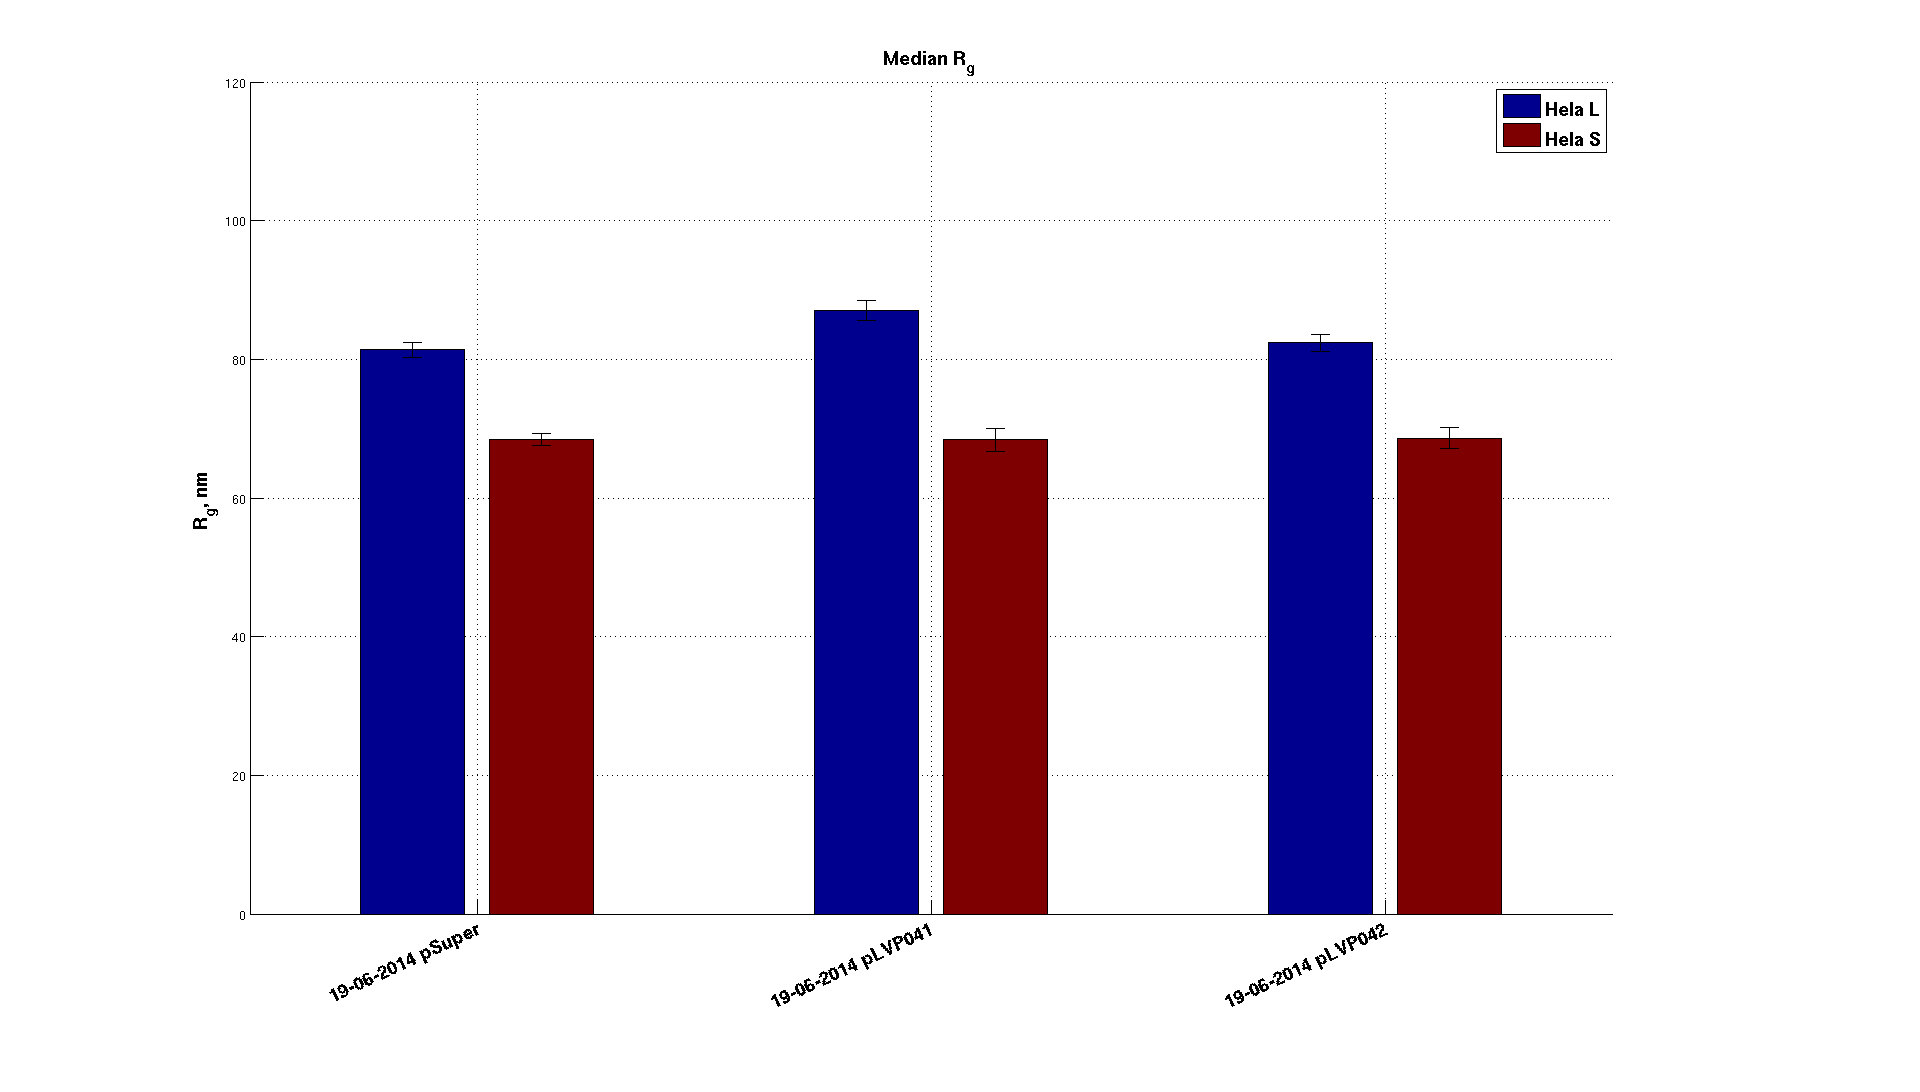 Median Rg
Hela L
Hela S
Rg, nm
120
100
80
60
40
20
0
19-06-2014 pSuper
19-06-2014 pLVP041
19-06-2014 pLVP042